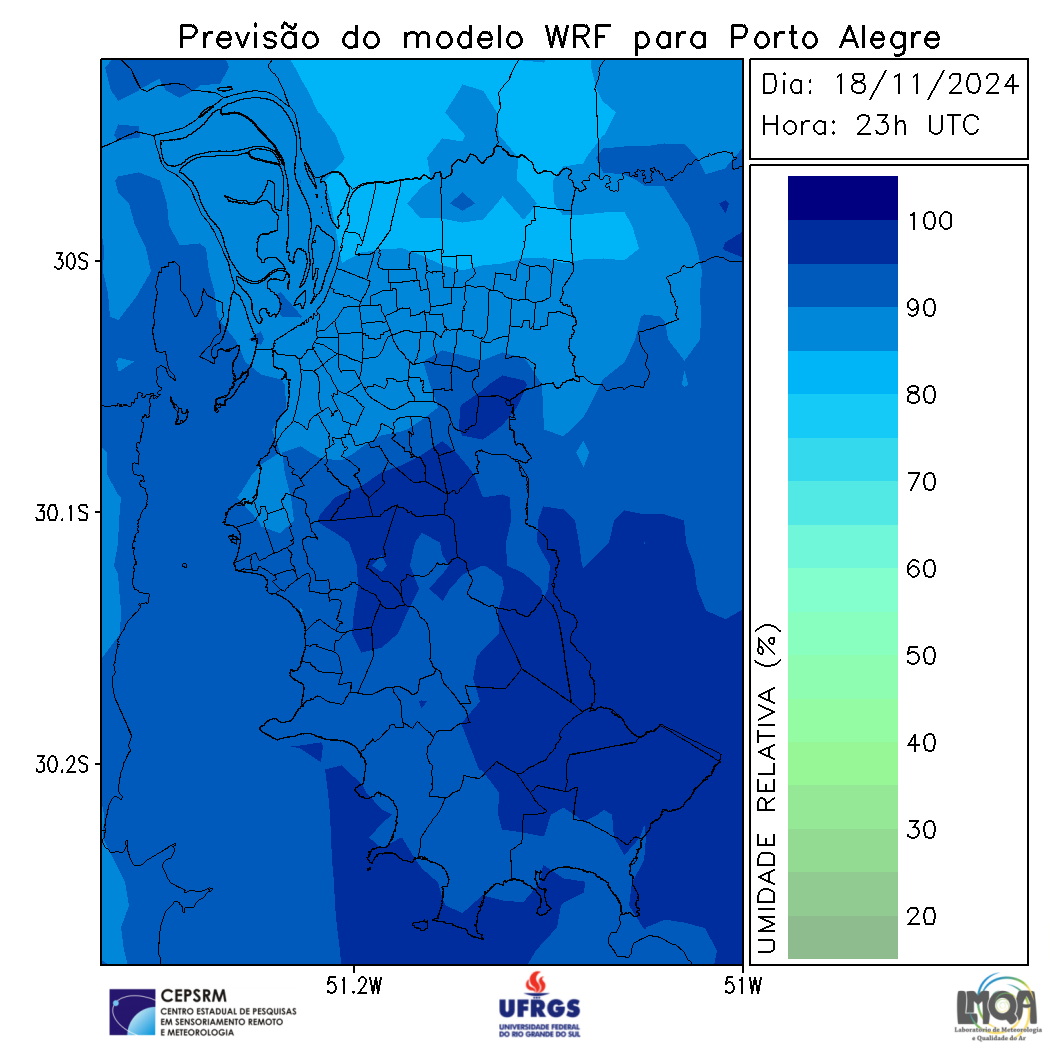 Previsão do modelo WRF para Porto Alegre
Dia: 18/11/2024
Hora: 23h UTC
100
90
80
70
60
50
40
30
20
UMIDADE RELATIVA (%)
30S
30.1S
30.2S
51.2W
51W
CEPSRM
CENTRO ESTADUAL DE PESQUISAS
EM SENSORIAMENTO REMOTO
E METEOROLOGIA
UFRGS
UNIVERSIDADE FEDERAL
DO RIO GRANDE DO SUL
LMQA
Laboratório de Meteorologia
e Qualidade do Ar